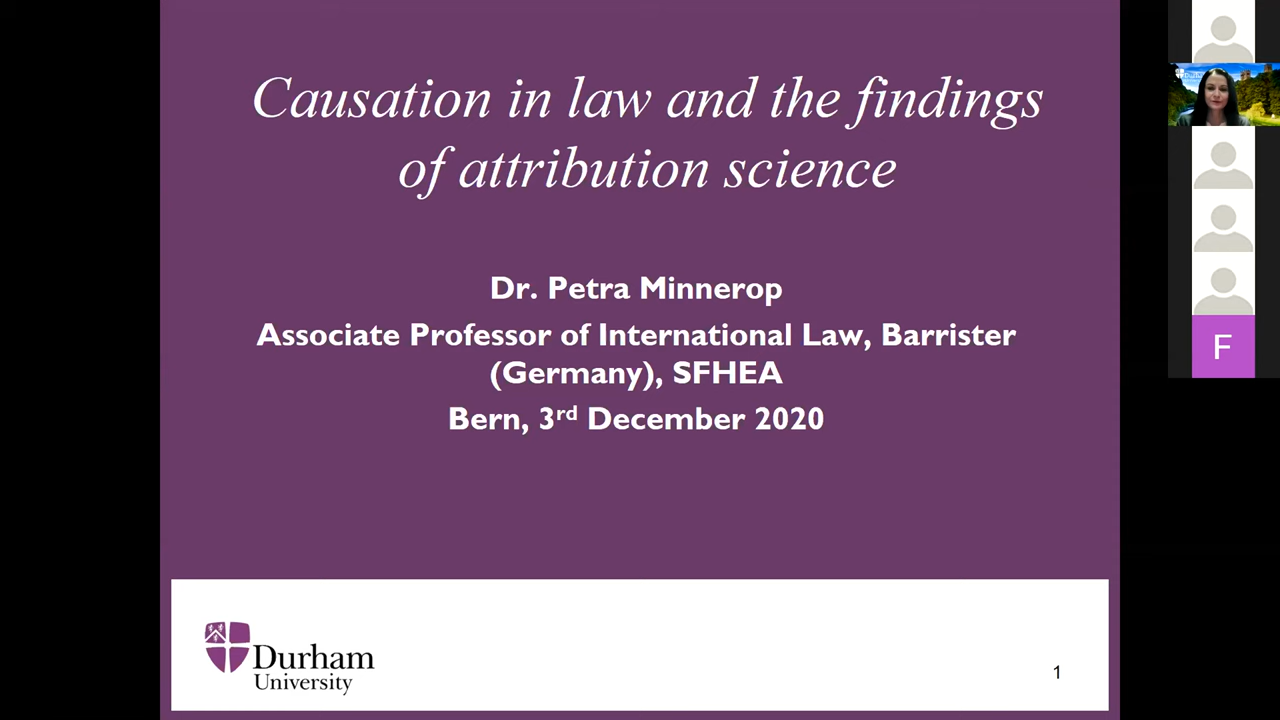 Causation in law and the findings
of attribution science
Dr. Petra Minnerop
Associate Professor of International Law, Barrister
(Germany), SFHEA
Bern, 3rd December 2020
Durham
University
1
F